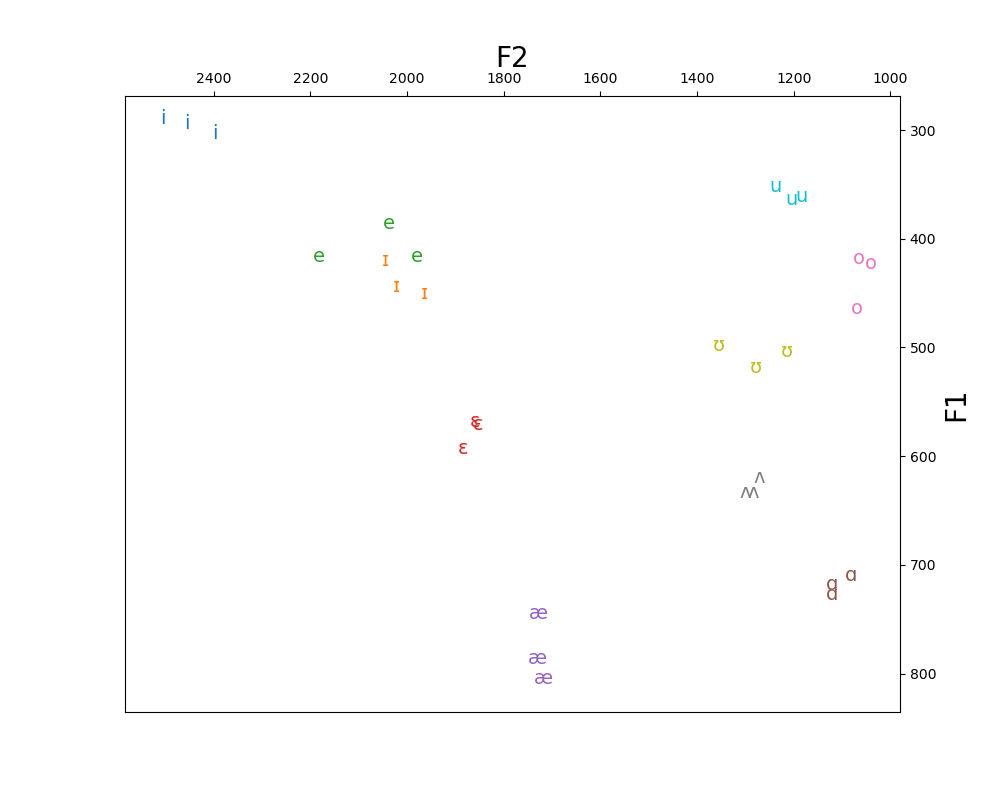 F2
2400 2200 2000 1800 1600 1400 1200 1000
i i i 300
u u u
e 400
e e o o
ɪ ɪ ɪ
o
ʊ ʊ ʊ 500
F1
ɛ ɛ ɛ
600
ʌ ʌ ʌ
ɑ 700
ɑ ɑ
æ
æ 800
æ